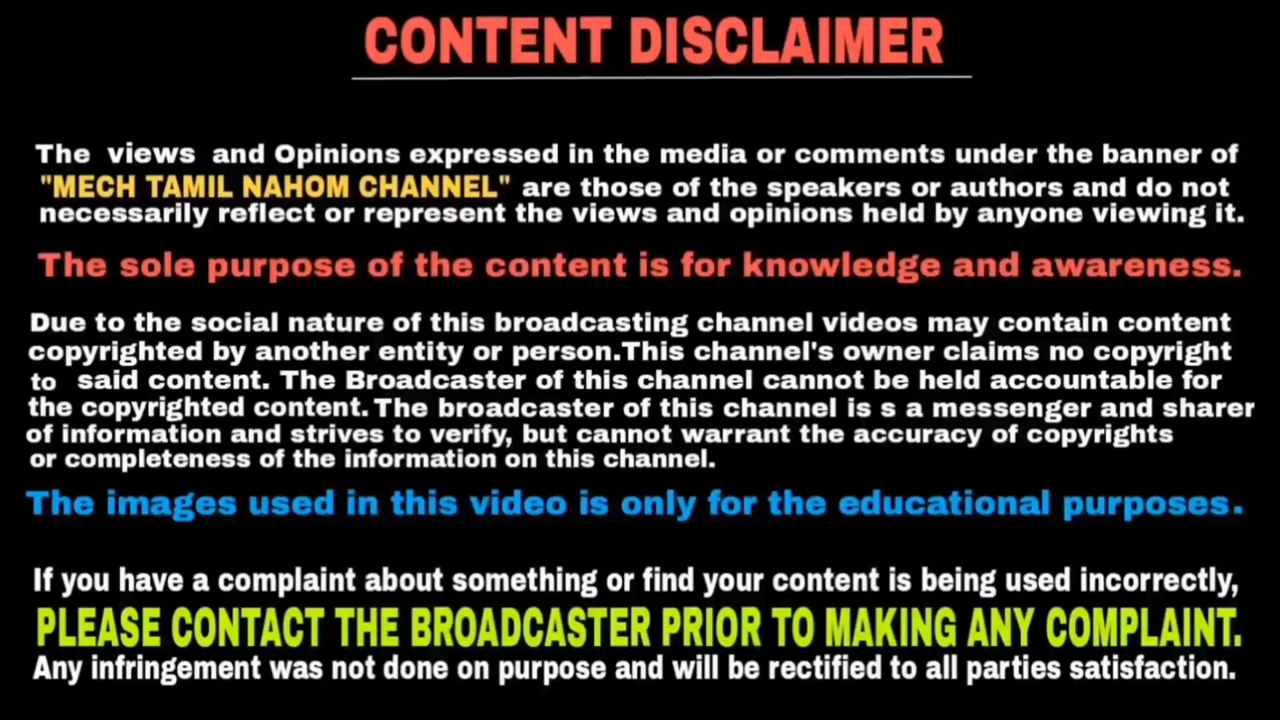 CONTENT DISCLAIMER
The views and Opinions expressed in the media or comments under the banner of
"MECH TAMIL NAHOM CHANNEL" are those of the speakers or authors and do not
necessarily reflect or represent the views and opinions held by anyone viewing it.
The sole purpose of the content is for knowledge and awareness.
Due to the social nature of this broadcasting channel videos may contain content
copyrighted by another entity or person.This channel's owner claims no copyright
to said content. The Broadcaster of this channel cannot be held accountable for
the copyrighted content. The broadcaster of this channel is s a messenger and sharer
of information and strives to verify, but cannot warrant the accuracy of copyrights
or completeness of the information on this channel.
The images used in this video is only for the educational purposes.
If you have a complaint about something or find your content is being used incorrectly,
PLEASE CONTACT THE BROADCASTER PRIOR TO MAKING ANY COMPLAINT.
Any infringement was not done on purpose and will be rectified to all parties satisfaction.